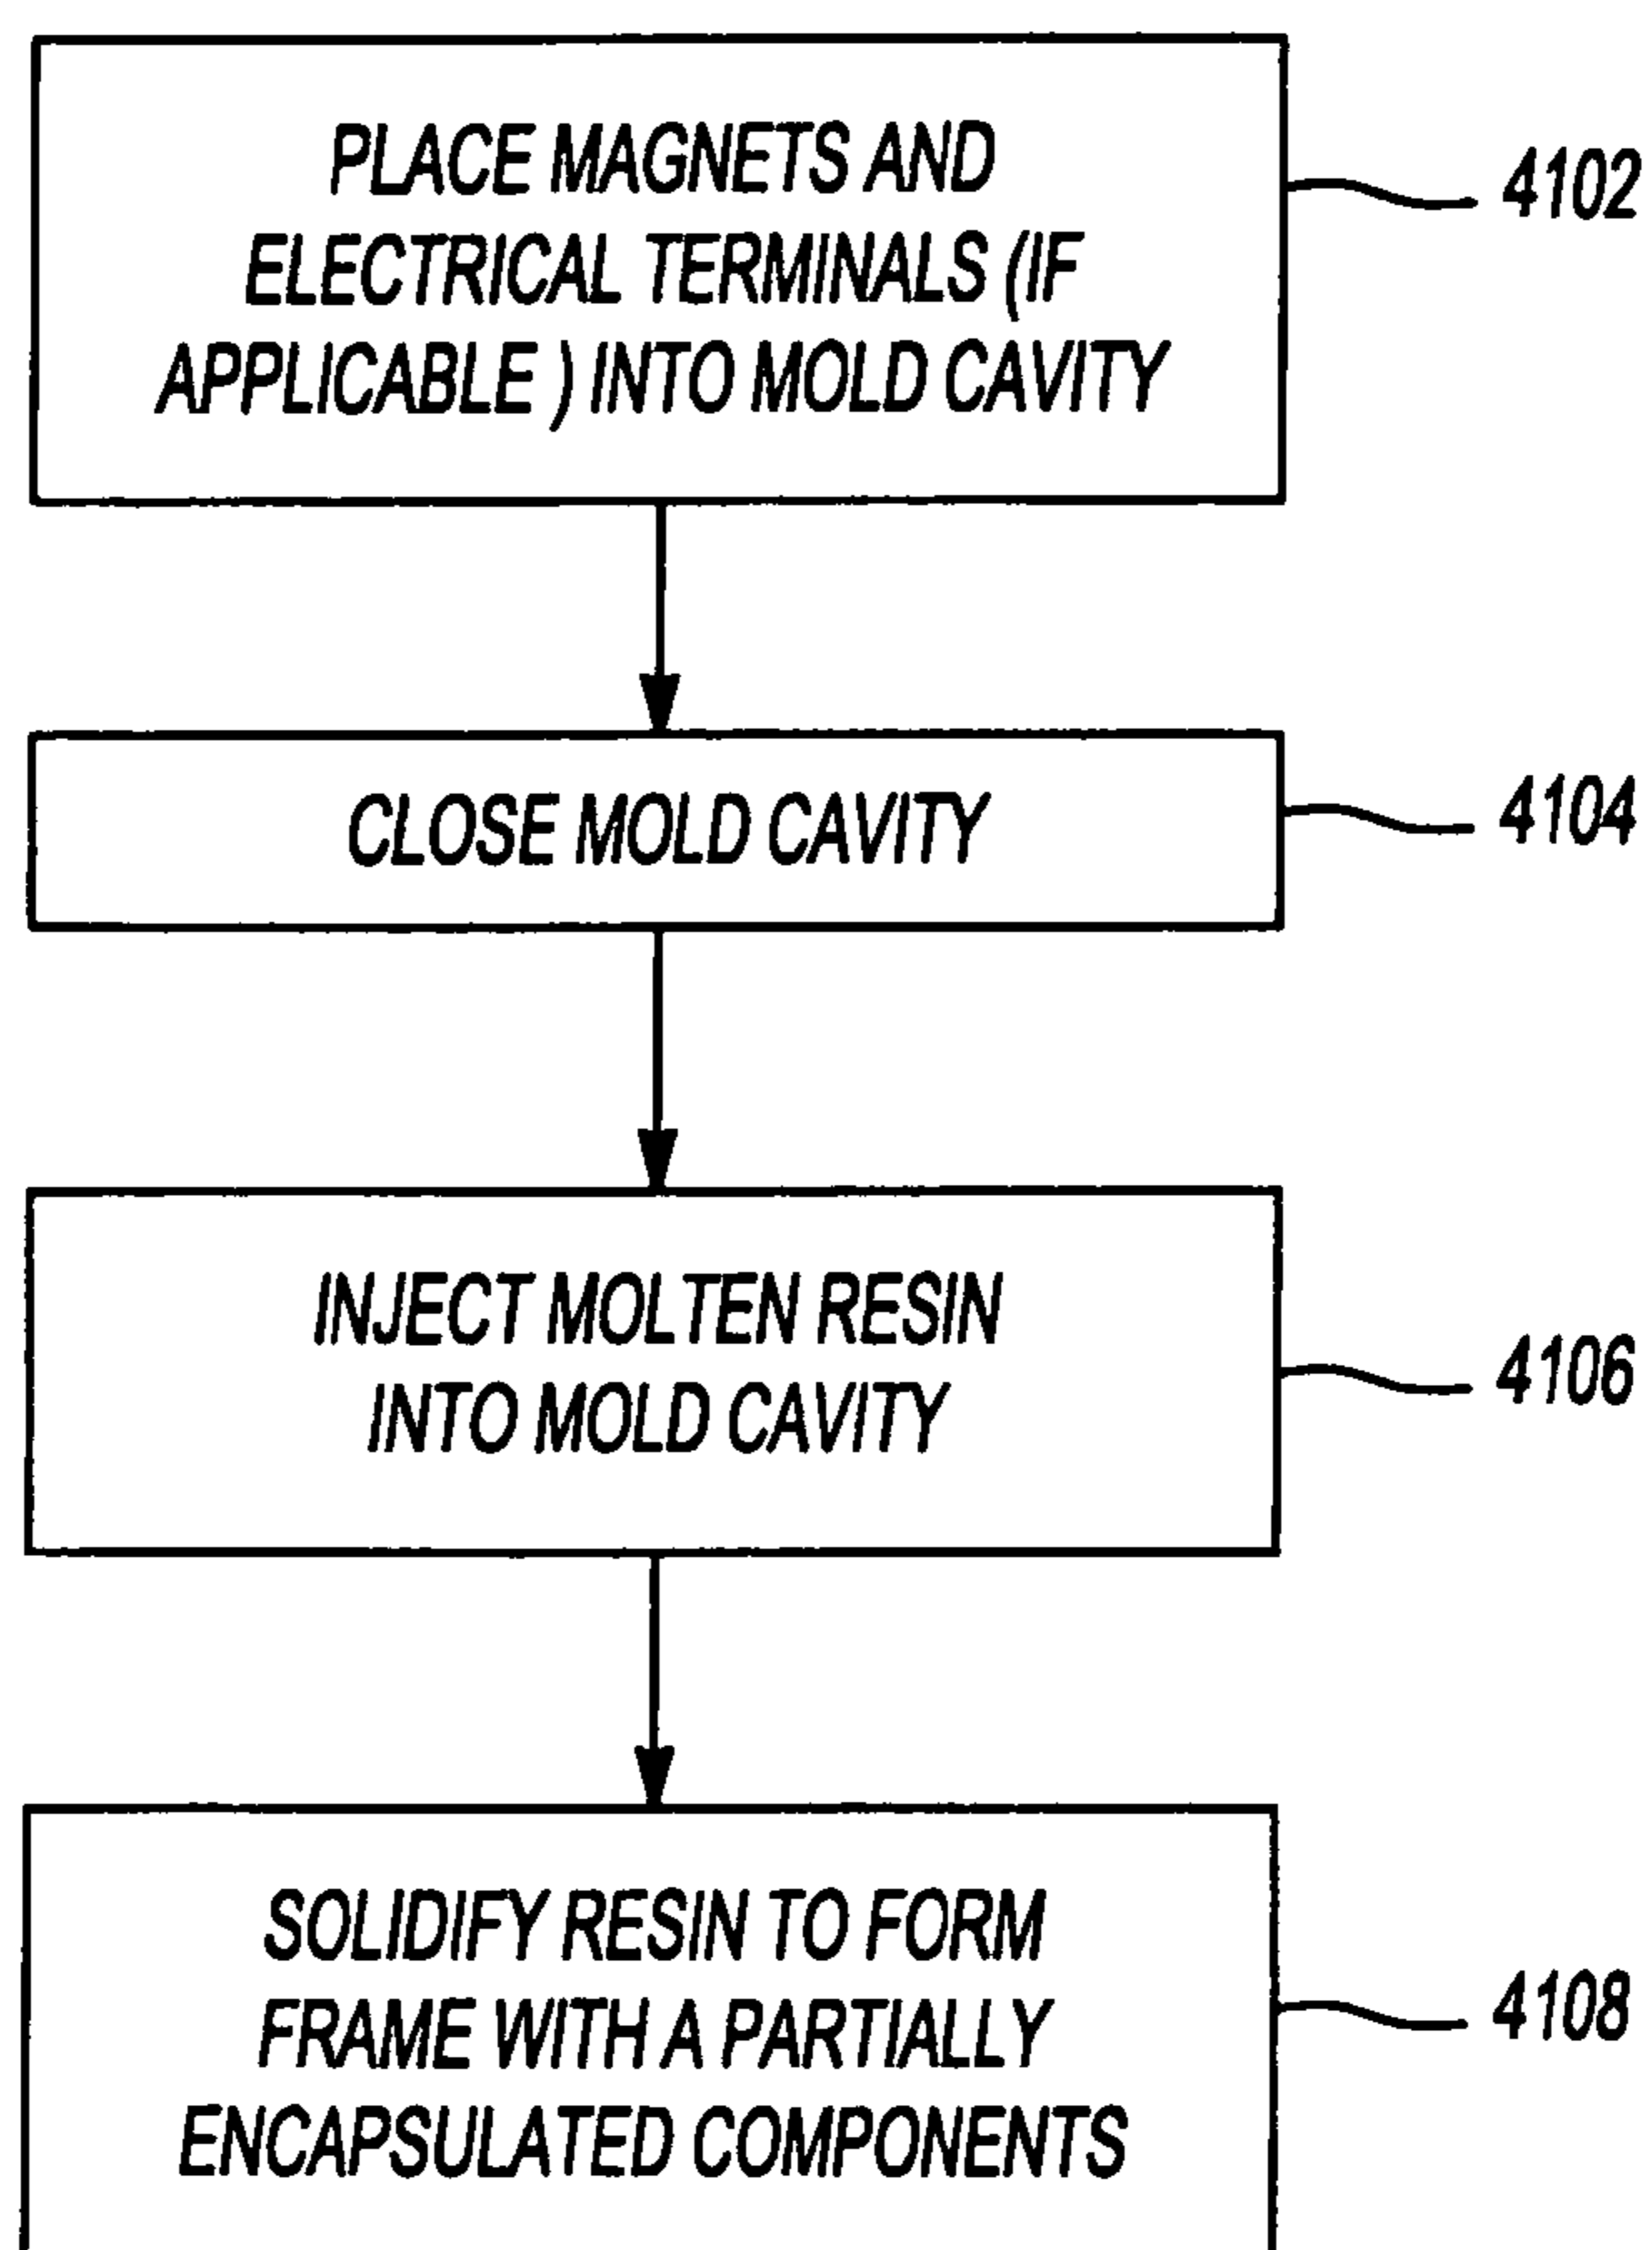 PLACE MAGNETS AND
ELECTRICAL TERMINALS (IF
APPLICABLE ) INTO MOLD CAVITY
4102
CLOSE MOLD CAVITY
4104
INJECT MOLTEN RESIN
INTO MOLD CAVITY
4106
SOLIDIFY RESIN TO FORM
FRAME WITH A PARTIALLY
ENCAPSULATED COMPONENTS
4108